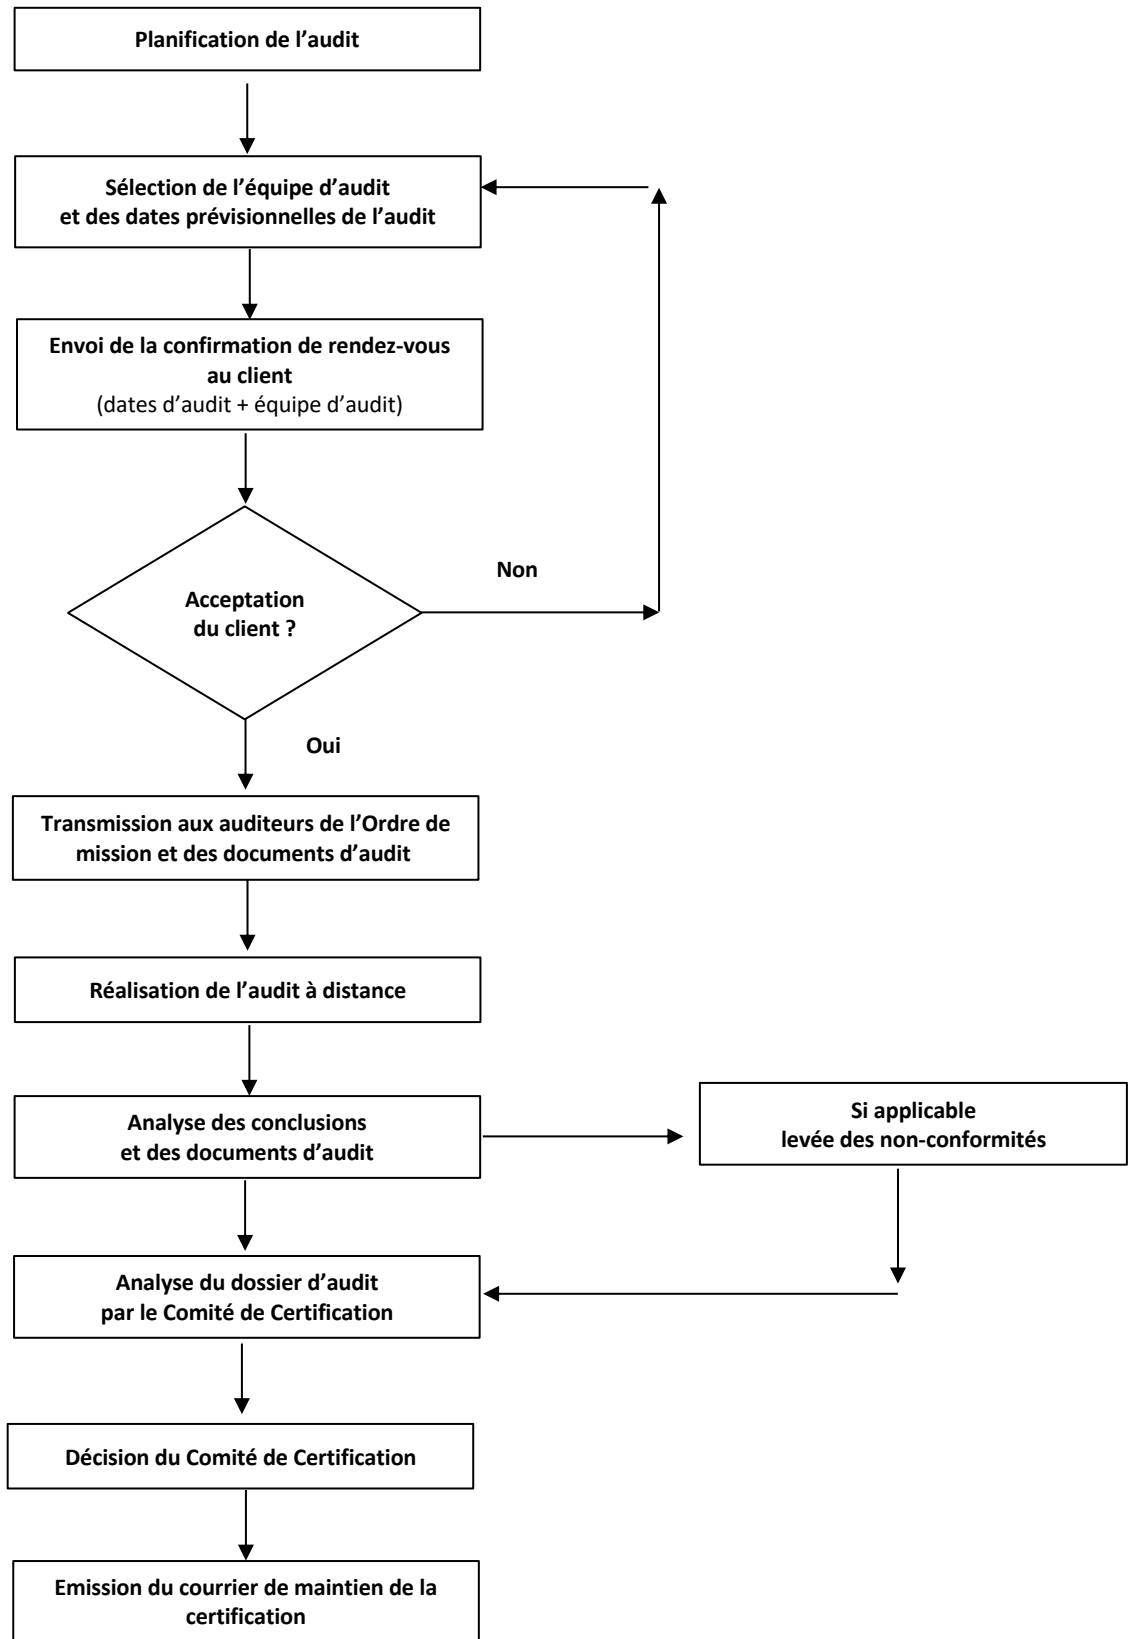 Planification de l’audit
Sélection de l’équipe d’audit
et des dates prévisionnelles de l’audit
Envoi de la confirmation de rendez-vous
au client
(dates d’audit + équipe d’audit)
Non
Acceptation
du client ?
Oui
Transmission aux auditeurs de l’Ordre de
mission et des documents d’audit
Réalisation de l’audit à distance
Analyse des conclusions
et des documents d’audit
Si applicable
levée des non-conformités
Analyse du dossier d’audit
par le Comité de Certification
Décision du Comité de Certification
Emission du courrier de maintien de la
certification